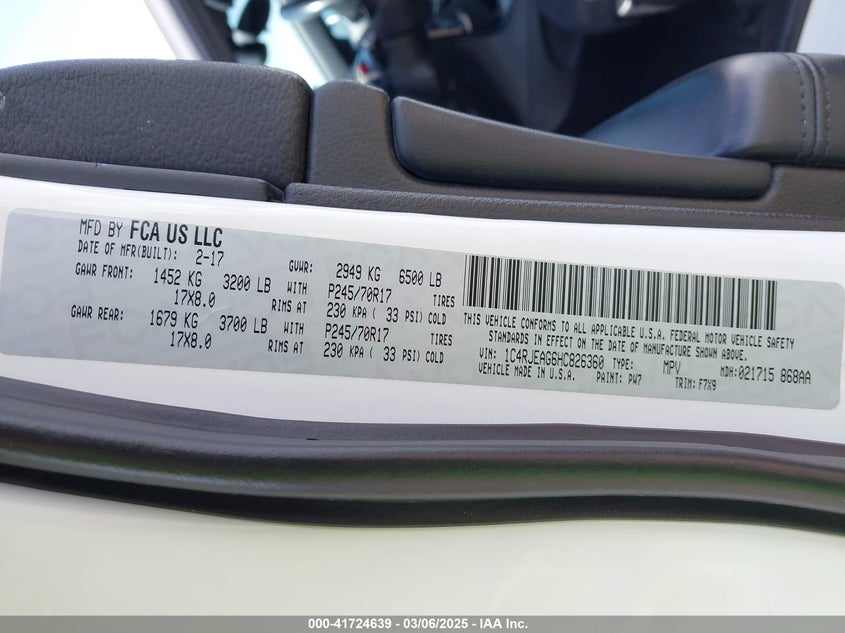 MFD BY FCA US LLC
DATE OF MFR(BUILT): 2-17 GVWR: 2949 KG 6500 LB
GAWR FRONT: 1452 KG 3200 LB WITH P245/70R17 TIRES
17X8.0 RIMS AT 230 KPA ( 33 PSI) COLD
GAWR REAR: 1679 KG 3700 LB WITH P245/70R17 TIRES
17X8.0 RIMS AT 230 KPA ( 33 PSI) COLD
THIS VEHICLE CONFORMS TO ALL APPLICABLE U.S.A. FEDERAL MOTOR VEHICLE SAFETY
STANDARDS IN EFFECT ON THE DATE OF MANUFACTURE SHOWN ABOVE.
VIN: 1C4RJEAG6HC826360 TYPE: MPV MDH:021715 868AA
VEHICLE MADE IN U.S.A. PAINT: PW7 TRIM: F7X9
000-41724639 - 03/06/2025 - IAA Inc.